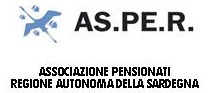 AS.PE.R.
ASSOCIAZIONE PENSIONATI
REGIONE AUTONOMA DELLA SARDEGNA